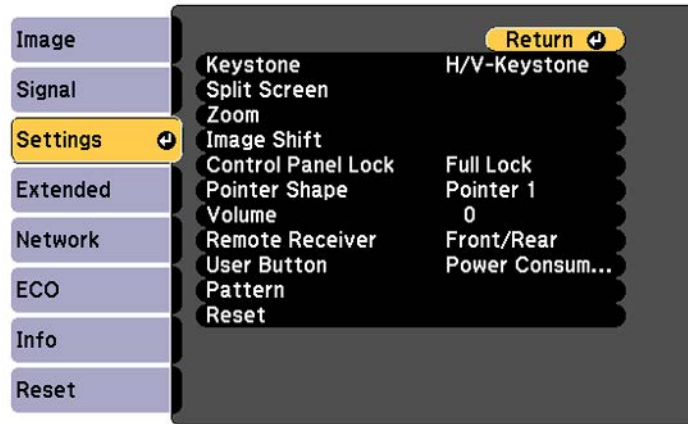 Image
Signal
Settings
Extended
Network
ECO
Info
Reset
Return
Keystone H/V-Keystone
Split Screen
Zoom
Image Shift
Control Panel Lock Full Lock
Pointer Shape Pointer 1
Volume 0
Remote Receiver Front/Rear
User Button Power Consum...
Pattern
Reset